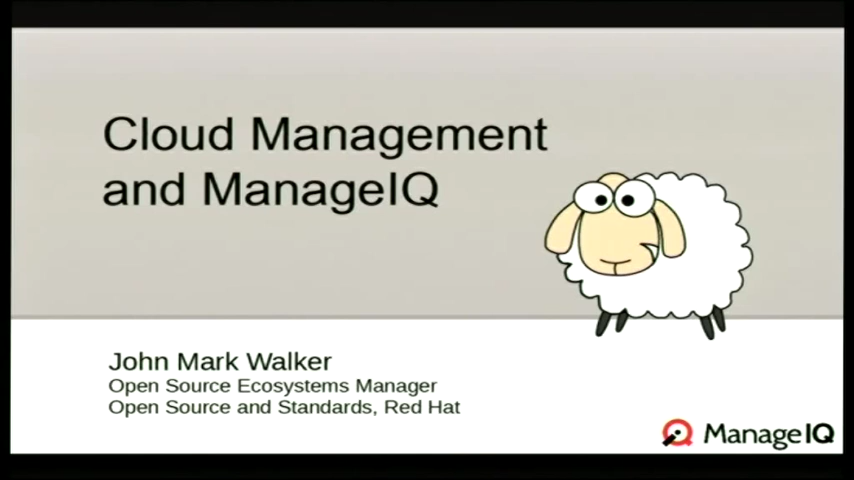 Cloud Management
and ManageIQ
John Mark Walker
Open Source Ecosystems Manager
Open Source and Standards, Red Hat
ManageIQ